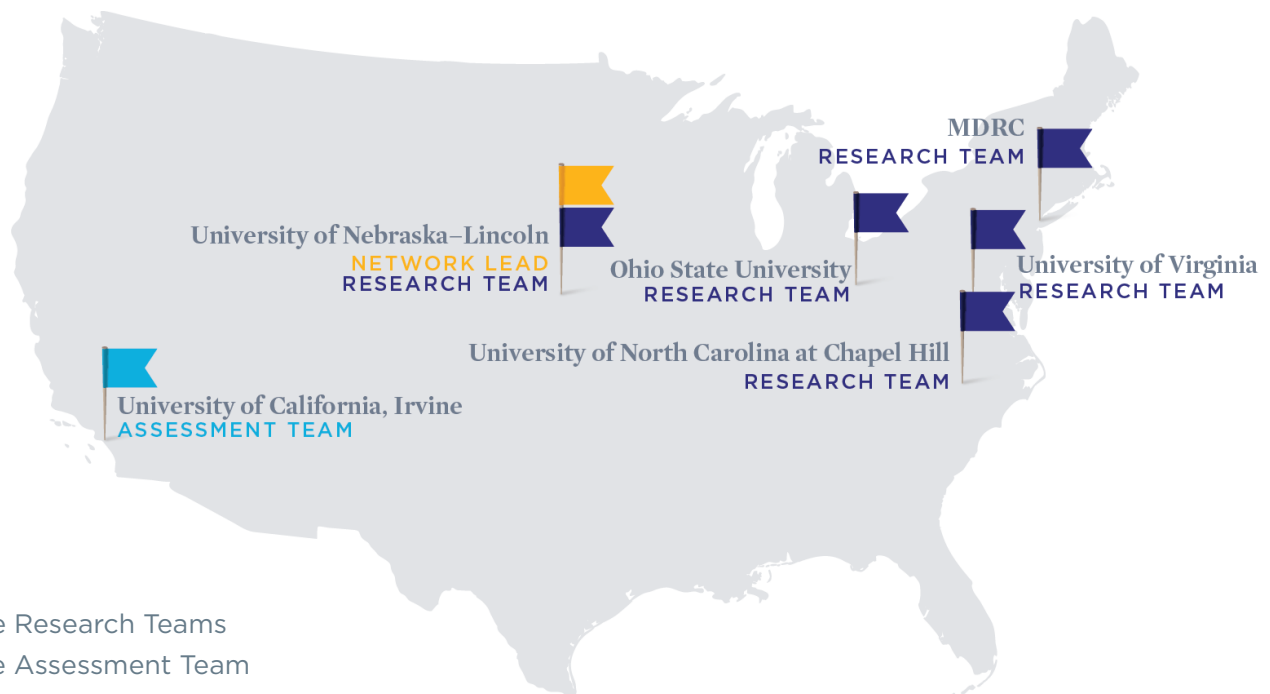 MDRC
RESEARCH TEAM
University of Nebraska–Lincoln
NETWORK LEAD
RESEARCH TEAM
Ohio State University
RESEARCH TEAM
University of Virginia
RESEARCH TEAM
University of North Carolina at Chapel Hill
RESEARCH TEAM
University of California, Irvine
ASSESSMENT TEAM
e Research Teams
e Assessment Team